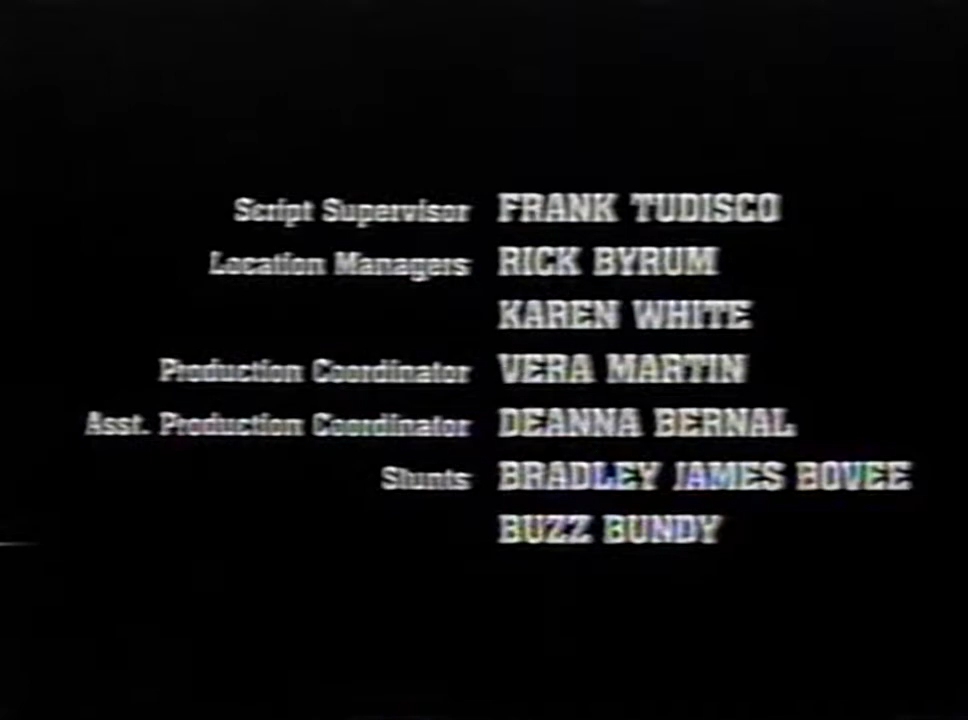 Script Supervisor FRANK TUDISCO
Location Managers RICK BYRUM
KAREN WHITE
Production Coordinator VERA MARTIN
Asst. Production Coordinator DEANNA BERNAL
Stunts BRADLEY JAMES BOVEE
BUZZ BUNDY